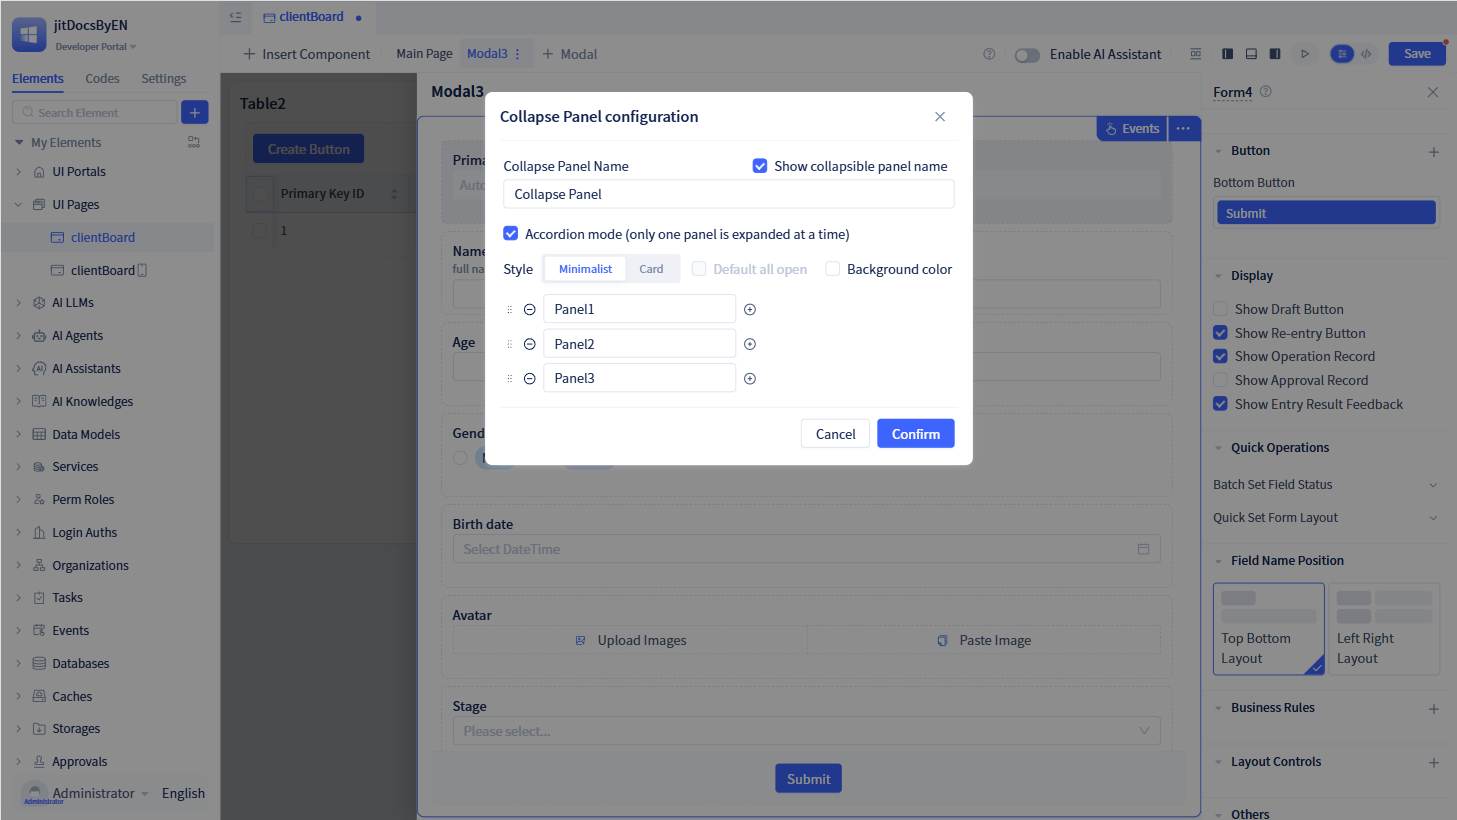 jitDocsByEN
Developer Portal
Elements
Codes
Settings
Search Element
My Elements
UI Portals
UI Pages
clientBoard
clientBoard
AI LLMs
AI Agents
AI Assistants
AI Knowledges
Data Models
Services
Perm Roles
Login Auths
Organizations
Tasks
Events
Databases
Caches
Storages
Approvals
Administrator
Administrator
English
clientBoard
Insert Component
Main Page
Modal3
Modal
Enable AI Assistant
Save
Table2
Create Button
Primary Key ID
1
Modal3
Events
Name
Age
Birth date
Select DateTime
Avatar
Upload Images
Paste Image
Stage
Please select...
Submit
Collapse Panel configuration
Collapse Panel Name
Show collapsible panel name
Collapse Panel
Accordion mode (only one panel is expanded at a time)
Style
Minimalist
Card
Default all open
Background color
Panel1
Panel2
Panel3
Cancel
Confirm
Form4
Button
Bottom Button
Submit
Display
Show Draft Button
Show Re-entry Button
Show Operation Record
Show Approval Record
Show Entry Result Feedback
Quick Operations
Batch Set Field Status
Quick Set Form Layout
Field Name Position
Top Bottom Layout
Left Right Layout
Business Rules
Layout Controls
Others